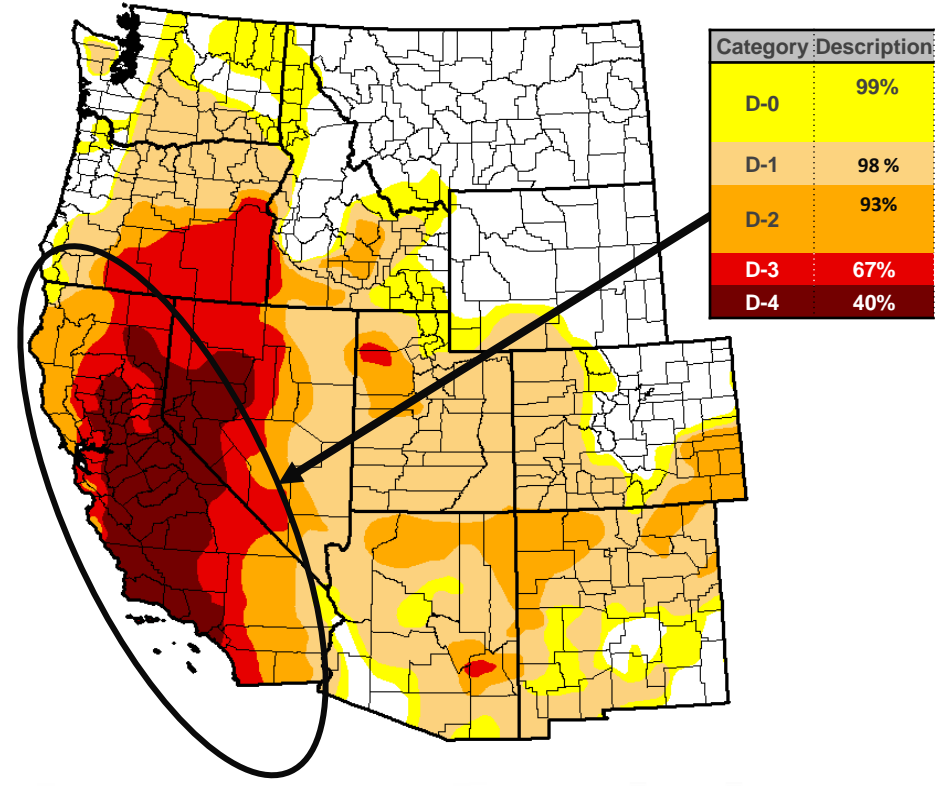 Category Description
D-0 99%
D-1 98 %
D-2 93%
D-3 67%
D-4 40%